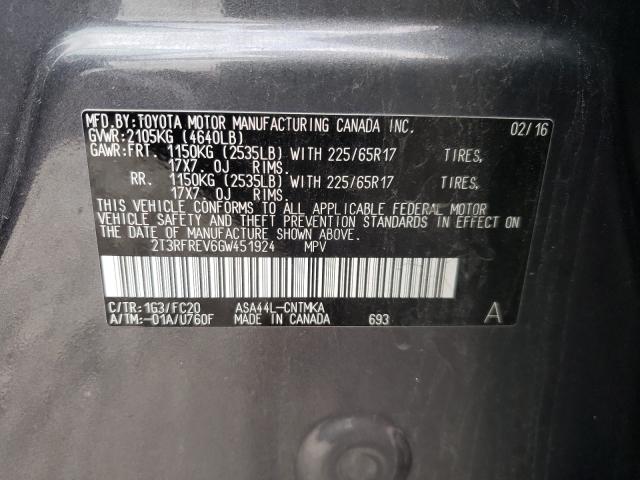 MFD.BY:TOYOTA MOTOR MANUFACTURING CANADA INC. 02/16
GVWR:2105KG (4640LB)
GAWR:FRT. 1150KG (2535LB) WITH 225/65R17 TIRES,
17X7 0J RIMS.
RR. 1150KG (2535LB) WITH 225/65R17 TIRES,
17X7 0J RIMS.
THIS VEHICLE CONFORMS TO ALL APPLICABLE FEDERAL MOTOR
VEHICLE SAFETY AND THEFT PREVENTION STANDARDS IN EFFECT ON
THE DATE OF MANUFACTURE SHOWN ABOVE.
2T3RFREV6GW451924 MPV
C/TR:1G3/FC20 ASA44L-CNTMKA
A/TM:-01A/U760F MADE IN CANADA 693 A